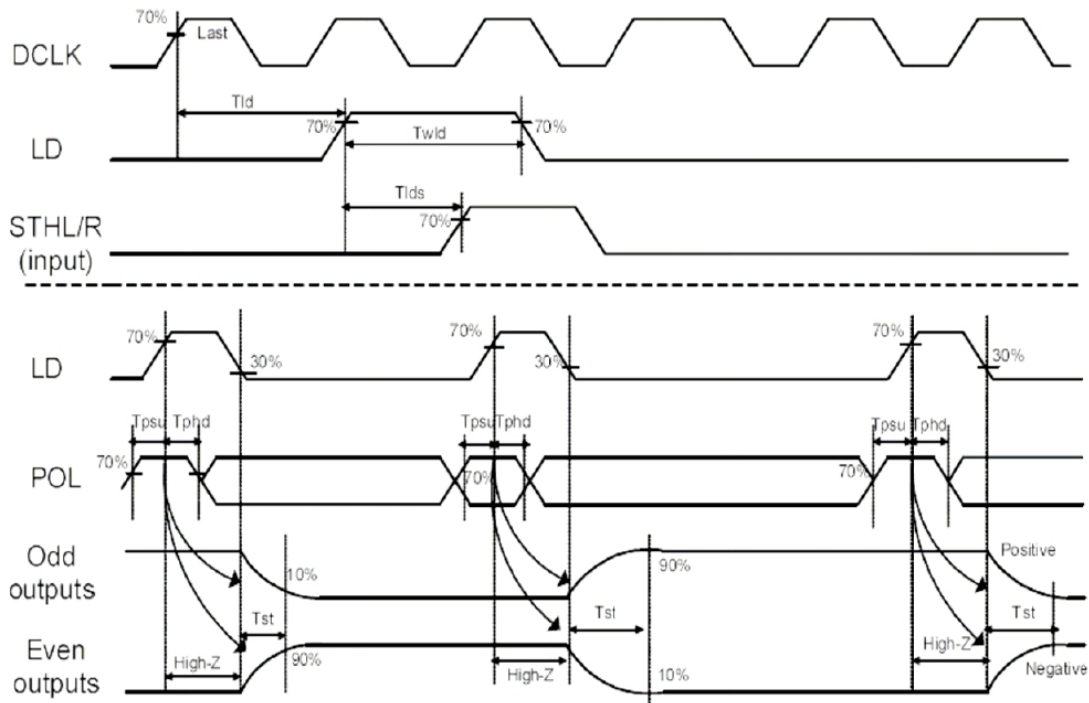 70%
Last
DCLK
Tld
70%
Twld
70%
LD
Tlds
70%
STHL/R
(input)
70%
30%
70%
30%
70%
30%
LD
Tpsu Tphd
TpsuTphd
Tpsu Tphd
70%
70%
70%
POL
Odd
outputs
10%
90%
Positive
Tst
Tst
Tst
Even
outputs
High-Z
90%
High-Z
10%
High-Z
Negative